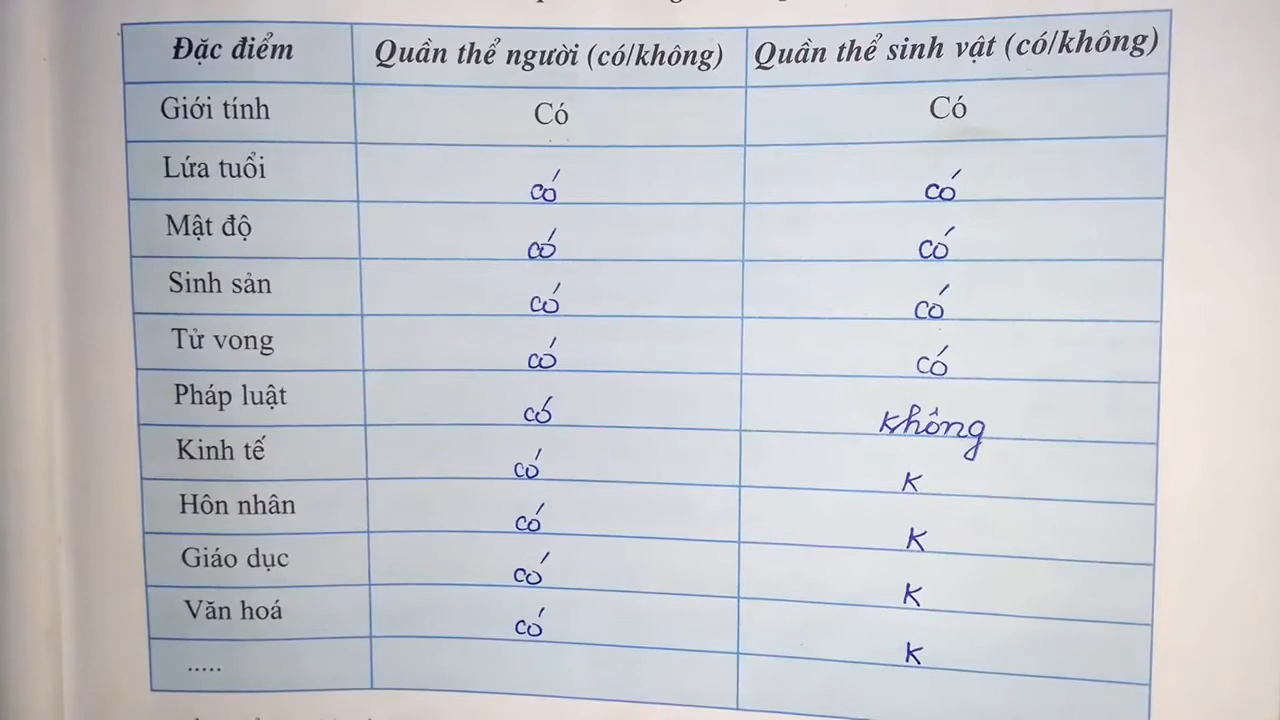 Đặc điểm Quần thể người (có/không) Quần thể sinh vật (có/không)
Giới tính Có Có
Lứa tuổi có có
Mật độ có có
Sinh sản có có
Tử vong có có
Pháp luật có không
Kinh tế có K
Hôn nhân có K
Giáo dục có K
Văn hoá có K
.....